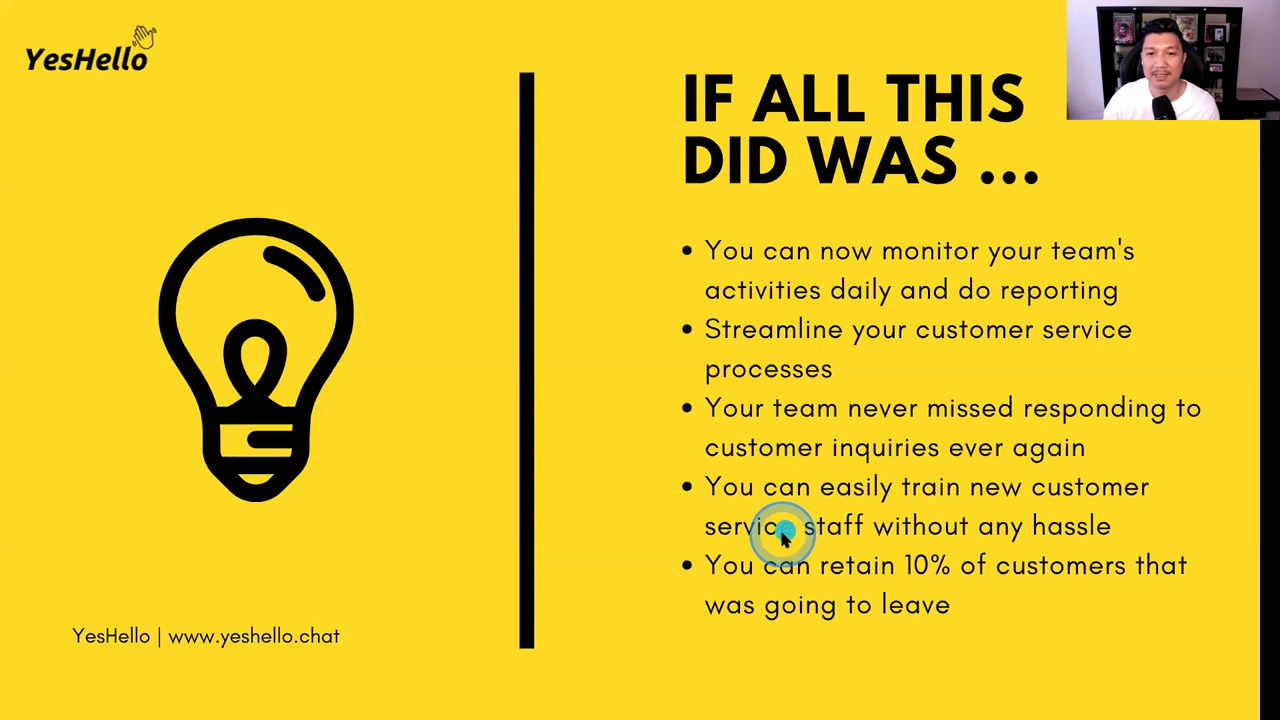 YesHello
IF ALL THIS
DID WAS ...
You can now monitor your team's
activities daily and do reporting
Streamline your customer service
processes
Your team never missed responding to
customer inquiries ever again
You can easily train new customer
service staff without any hassle
You can retain 10% of customers that
was going to leave
YesHello | www.yeshello.chat